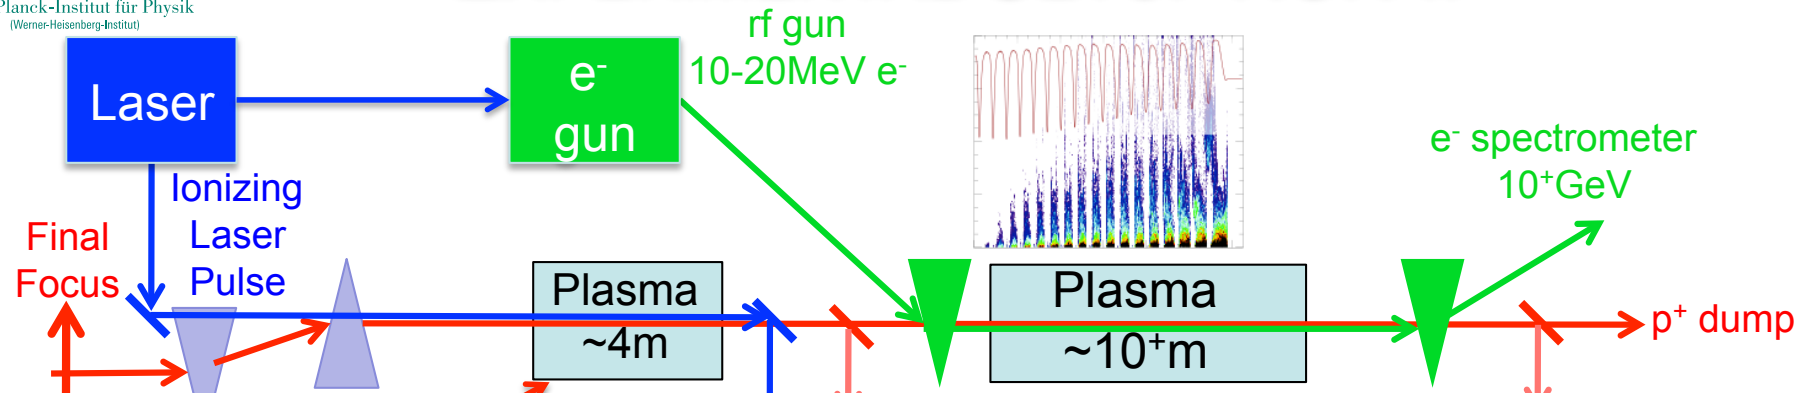 Planck-Institut für Physik
(Werner-Heisenberg-Institut)
Laser
e-
gun
rf gun
10-20MeV e-
e- spectrometer
10+GeV
Ionizing
Laser
Pulse
Final
Focus
Plasma
~4m
Plasma
~10+m
p+ dump